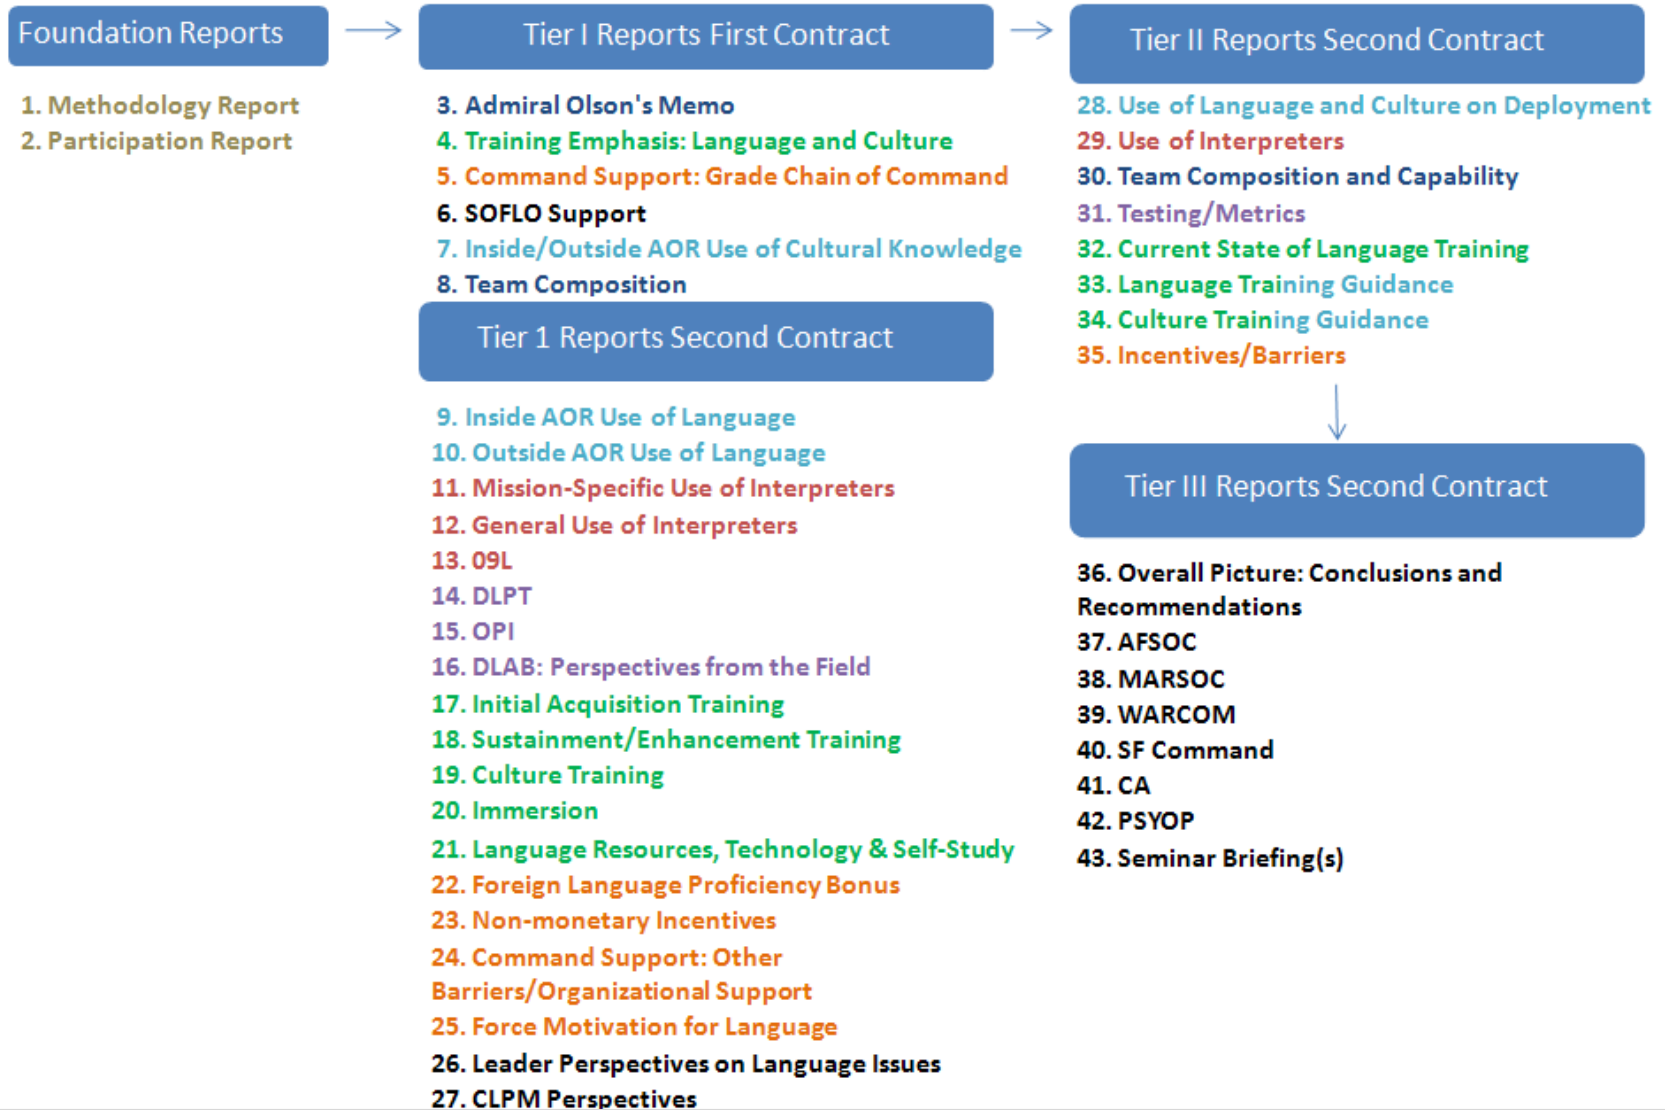 Foundation Reports
1. Methodology Report
2. Participation Report
Tier I Reports First Contract
3. Admiral Olson's Memo
4. Training Emphasis: Language and Culture
5. Command Support: Grade Chain of Command
6. SOFLO Support
7. Inside/Outside AOR Use of Cultural Knowledge
8. Team Composition
Tier 1 Reports Second Contract
9. Inside AOR Use of Language
10. Outside AOR Use of Language
11. Mission-Specific Use of Interpreters
12. General Use of Interpreters
13. 09L
14. DLPT
15. OPI
16. DLAB: Perspectives from the Field
17. Initial Acquisition Training
18. Sustainment/Enhancement Training
19. Culture Training
20. Immersion
21. Language Resources, Technology & Self-Study
22. Foreign Language Proficiency Bonus
23. Non-monetary Incentives
24. Command Support: Other
Barriers/Organizational Support
25. Force Motivation for Language
26. Leader Perspectives on Language Issues
27. CLPM Perspectives
Tier II Reports Second Contract
28. Use of Language and Culture on Deployment
29. Use of Interpreters
30. Team Composition and Capability
31. Testing/Metrics
32. Current State of Language Training
33. Language Training Guidance
34. Culture Training Guidance
35. Incentives/Barriers
Tier III Reports Second Contract
36. Overall Picture: Conclusions and
Recommendations
37. AFSOC
38. MARSOC
39. WARCOM
40. SF Command
41. CA
42. PSYOP
43. Seminar Briefing(s)